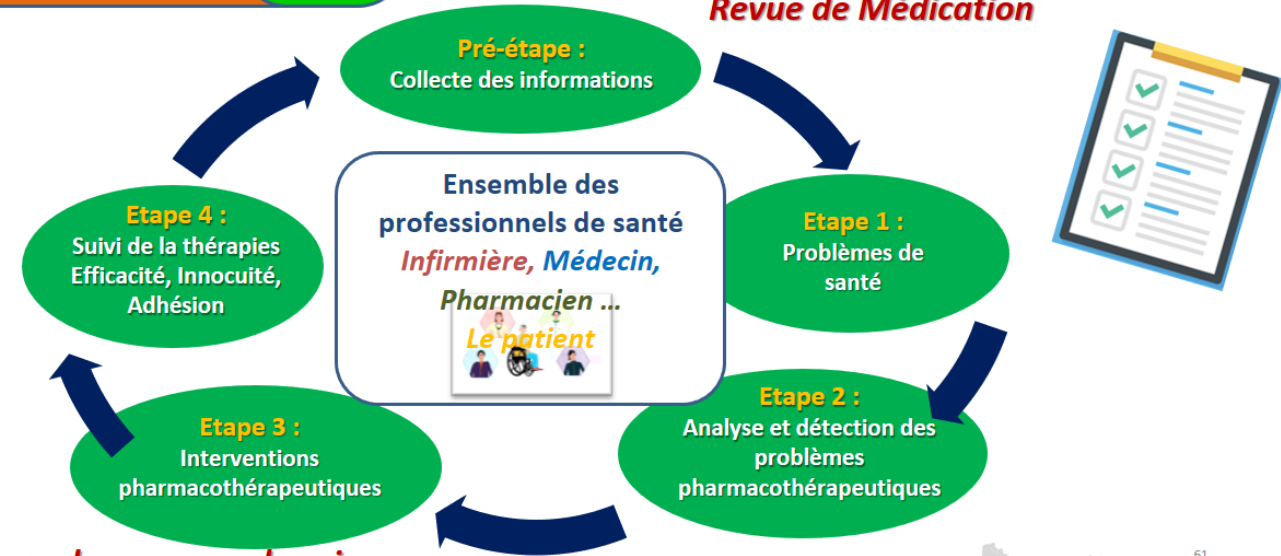 Revue de Médication
Pré-étape :
Collecte des informations
Ensemble des
professionnels de santé
Infirmière, Médecin,
Pharmacien ...
Le patient
Etape 1 :
Problèmes de
santé
Etape 2 :
Analyse et détection des
problèmes
pharmacothérapeutiques
Etape 3 :
Interventions
pharmacothérapeutiques
Etape 4 :
Suivi de la thérapies
Efficacité, Innocuité,
Adhésion
61